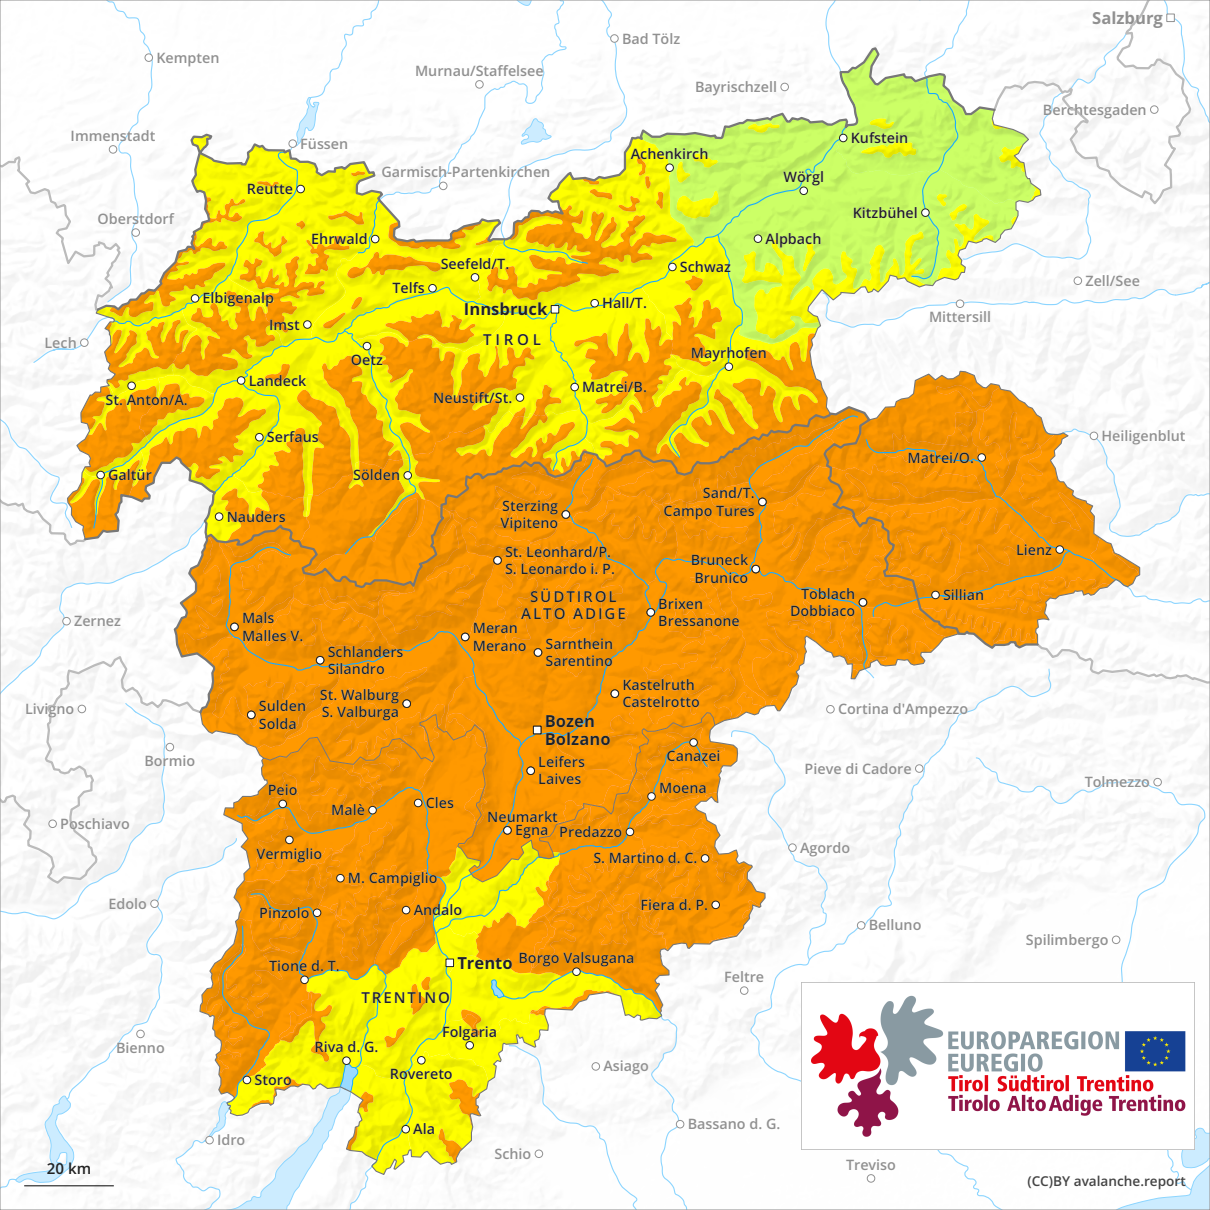 Salzburg
Bad Tölz
Kempten
Murnau/Staffelsee
Bayrischzell
Berchtesgaden
Immenstadt
Füssen
Kufstein
Achenkirch
Garmisch-Partenkirchen
Wörgl
Reutte
Oberstdorf
Kitzbühel
Ehrwald
Alpbach
Seefeld/T.
Schwaz
Zell/See
Telfs
Elbigenalp
Hall/T.
Innsbruck
Mittersill
Imst
TIROL
Lech
Oetz
Mayrhofen
Landeck
Matrei/B.
St. Anton/A.
Neustift/St.
Serfaus
Heiligenblut
Matrei/O.
Galtür
Sölden
Sand/T.
Campo Tures
Sterzing
Vipiteno
Nauders
Lienz
St. Leonhard/P.
S. Leonardo i. P.
Bruneck
Brunico
SÜDTIROL
ALTO ADIGE
Toblach
Dobbiaco
Sillian
Brixen
Bressanone
Zernez
Mals
Malles V.
Meran
Merano
Sarnthein
Sarentino
Schlanders
Silandro
Kastelruth
Castelrotto
St. Walburg
S. Valburga
Sulden
Solda
Livigno
Cortina d'Ampezzo
Bozen
Bolzano
Bormio
Canazei
Leifers
Laives
Pieve di Cadore
Tolmezzo
Peio
Moena
Malè
Cles
Neumarkt
Egna
Predazzo
Poschiavo
Vermiglio
Agordo
S. Martino d. C.
M. Campiglio
Edolo
Fiera d. P.
Pinzolo
Andalo
Belluno
Spilimbergo
Borgo Valsugana
Trento
Tione d. T.
Feltre
TRENTINO
Folgaria
Bienno
Riva d. G.
Rovereto
Asiago
Storo
Bassano d. G.
Ala
Idro
Schio
Treviso
EUROPAREGION
EUREGIO
Tirol Südtirol Trentino
Tirolo Alto Adige Trentino
20 km
(CC)BY avalanche.report